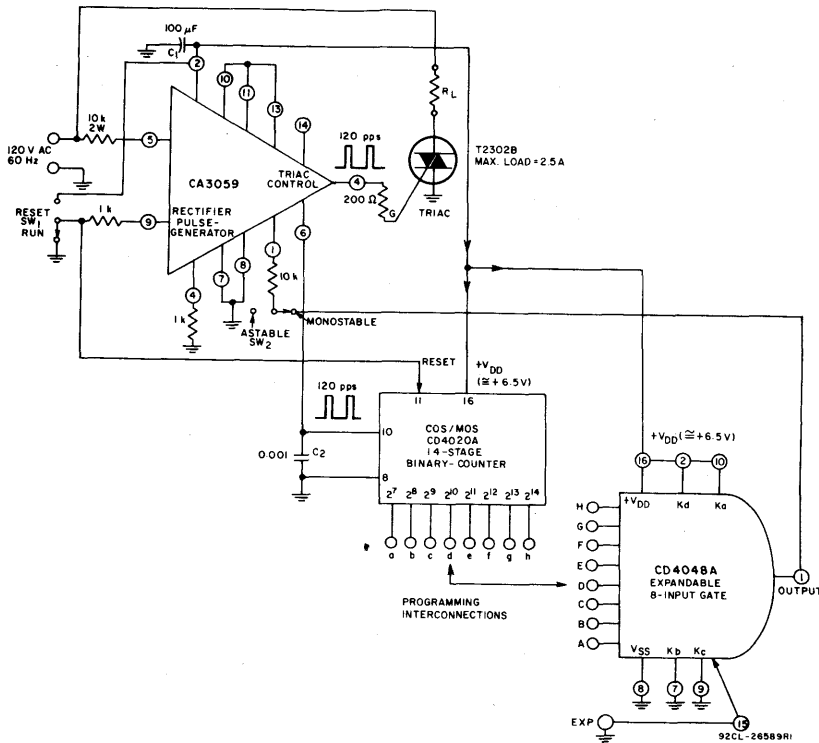 100 µF
C1
2
10
11
13
14
10k
2W
120 V AC
60 Hz
5
CA3059
TRIAC
CONTROL
120 pps
4
200 Ω
G
RL
T2302B
MAX. LOAD = 2.5 A
TRIAC
RESET
SW1
RUN
1 k
9
RECTIFIER
PULSE-
GENERATOR
6
1
10 k
4
7
8
1 k
ASTABLE
SW2
MONOSTABLE
RESET
+VDD
(≅ + 6.5V)
120 pps
11
16
10
COS/MOS
CD4020A
14-STAGE
BINARY-COUNTER
0.001
C2
8
2^7 2^8 2^9 2^10 2^11 2^12 2^13 2^14
a b c d e f g h
PROGRAMMING
INTERCONNECTIONS
+VDD (≅ +6.5V)
16 2 10
+VDD Kd Ka
H
G
F
E
D
C
B
A
CD4048A
EXPANDABLE
8-INPUT GATE
1
OUTPUT
VSS Kb Kc
8 7 9
EXP
15
92CL-26589R1